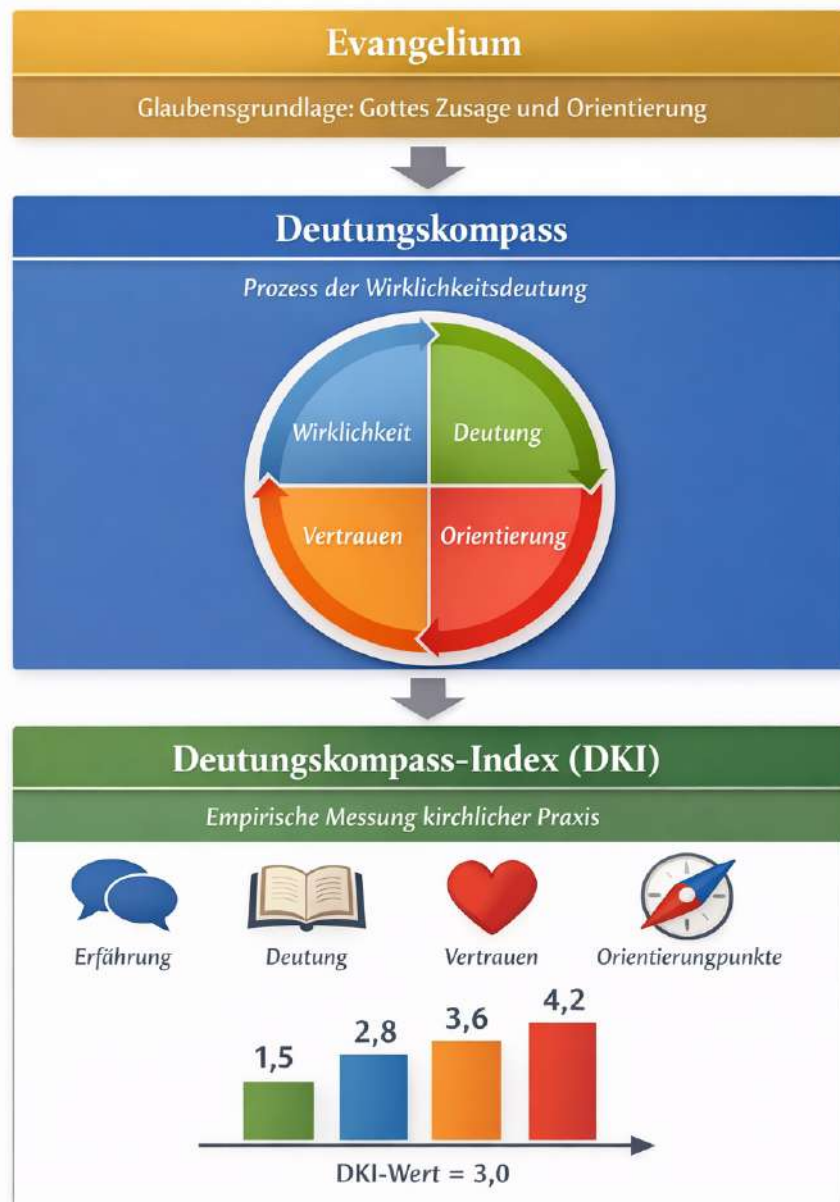 Evangelium
Glaubensgrundlage: Gottes Zusage und Orientierung
Deutungskompass
Prozess der Wirklichkeitsdeutung
Wirklichkeit
Deutung
Vertrauen
Orientierung
Deutungskompass-Index (DKI)
Empirische Messung kirchlicher Praxis
Erfährung
Deutung
Vertrauen
Orientierungpunkte
1,5
2,8
3,6
4,2
DKI-Wert = 3,0